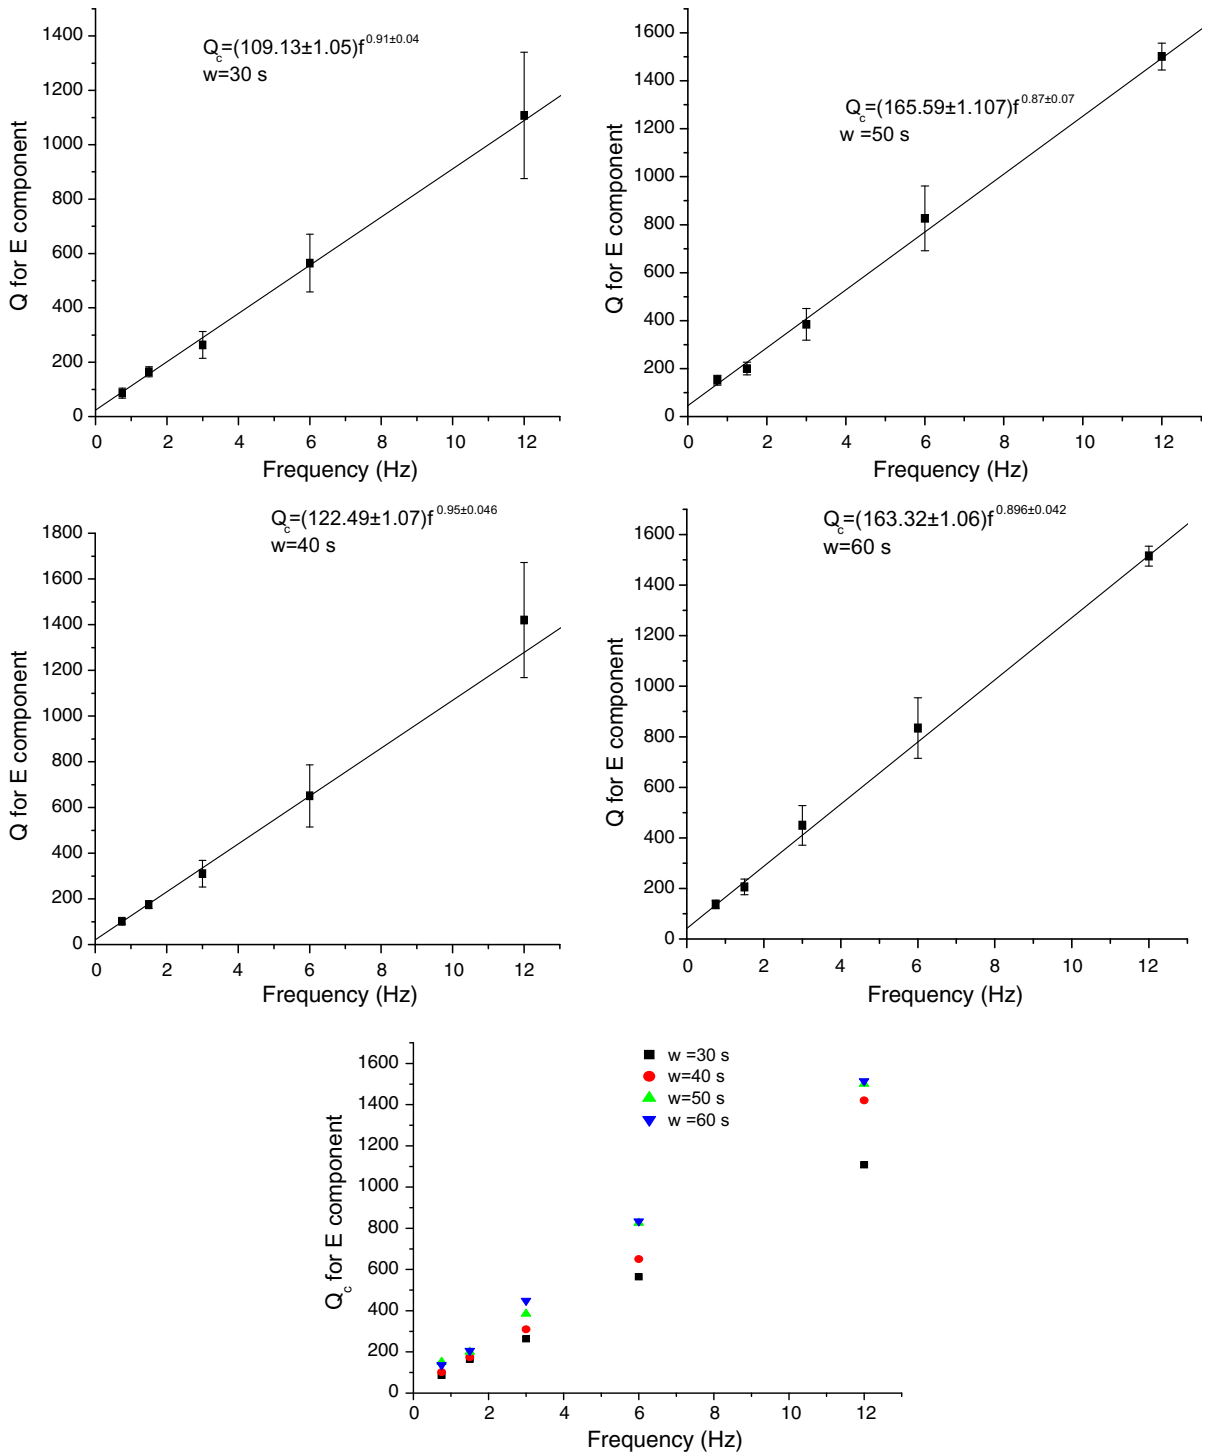 Q_c=(109.13±1.05)f^0.91±0.04
w=30 s
Q for E component
1400
1200
1000
800
600
400
200
0
0 2 4 6 8 10 12
Frequency (Hz)
Q_c=(165.59±1.107)f^0.87±0.07
w =50 s
Q for E component
1600
1400
1200
1000
800
600
400
200
0
0 2 4 6 8 10 12
Frequency (Hz)
Q_c=(122.49±1.07)f^0.95±0.046
w=40 s
Q for E component
1800
1600
1400
1200
1000
800
600
400
200
0
0 2 4 6 8 10 12
Frequency (Hz)
Q_c=(163.32±1.06)f^0.896±0.042
w=60 s
Q for E component
1600
1400
1200
1000
800
600
400
200
0
0 2 4 6 8 10 12
Frequency (Hz)
w =30 s
w=40 s
w=50 s
w =60 s
Q_c for E component
1600
1400
1200
1000
800
600
400
200
0
0 2 4 6 8 10 12
Frequency (Hz)